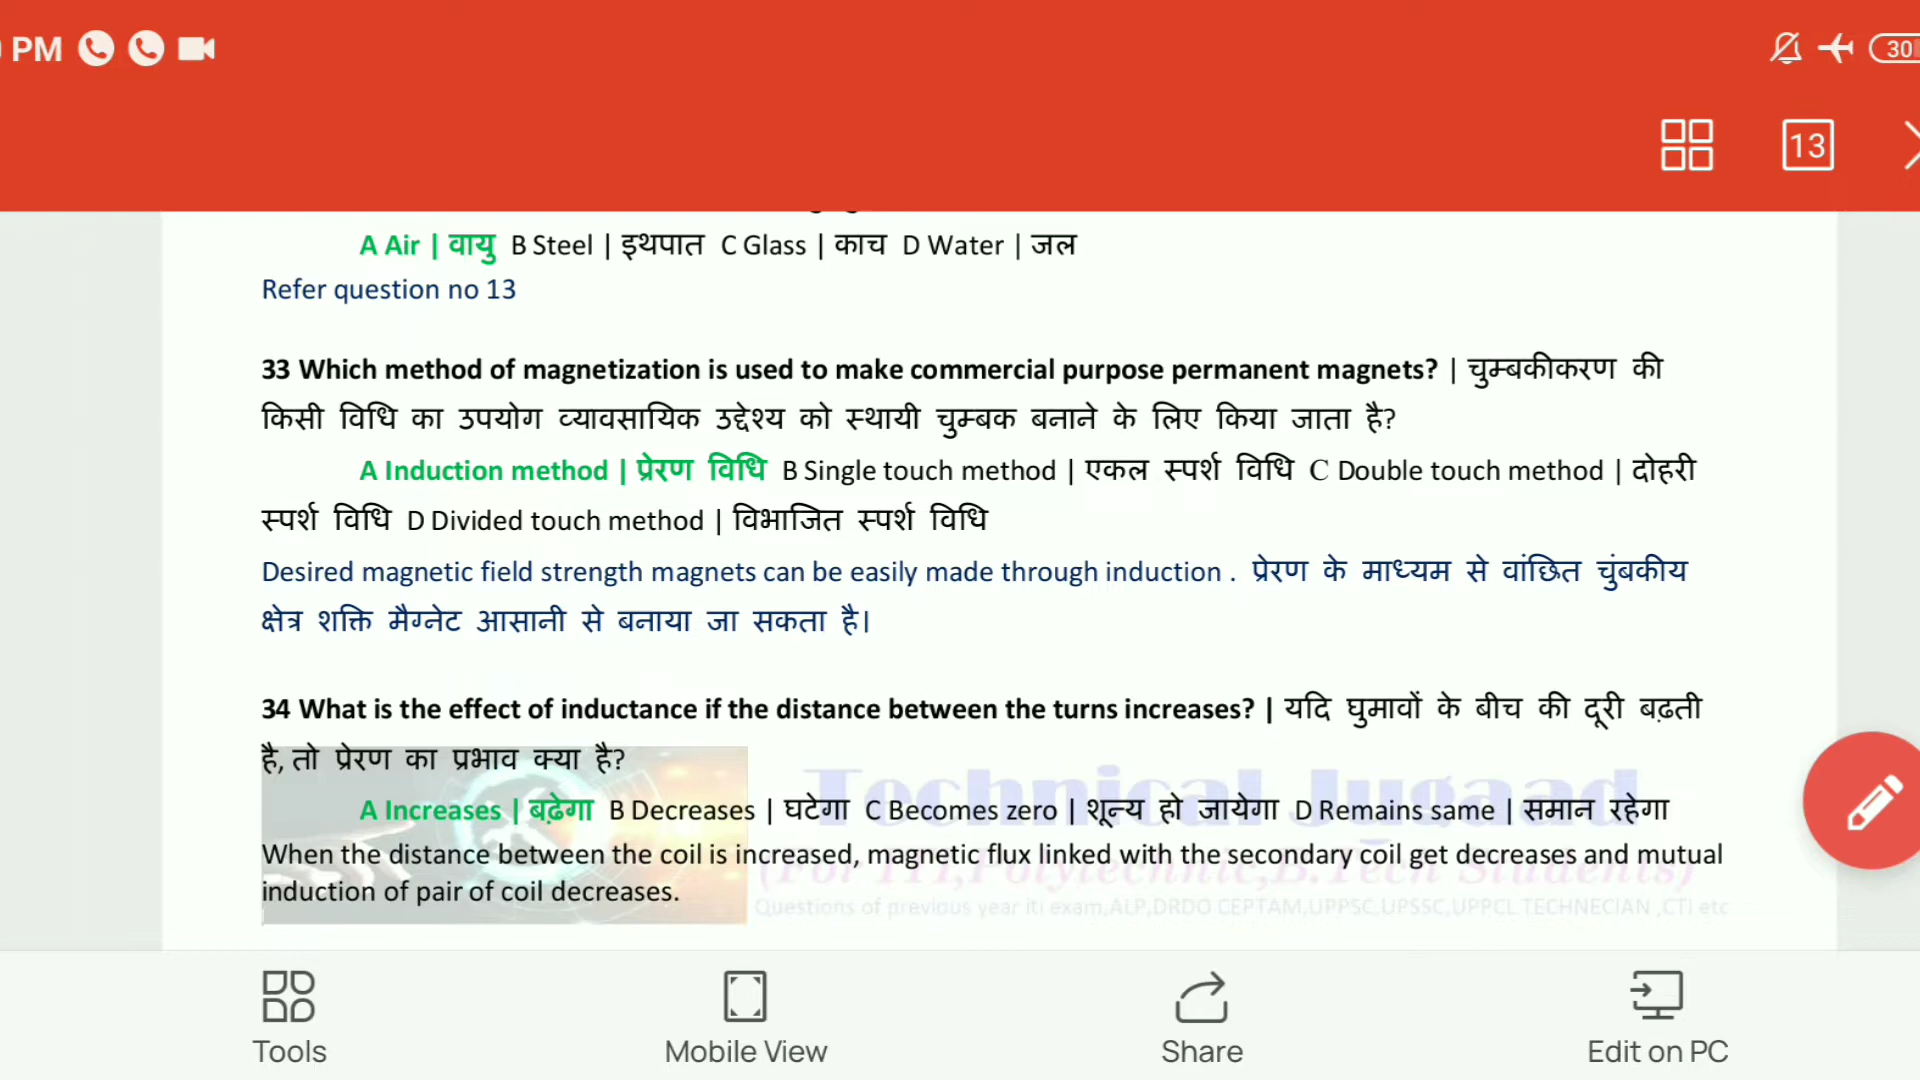 PM
30
13
A Air | वायु B Steel | इथपात C Glass | काच D Water | जल
Refer question no 13
33 Which method of magnetization is used to make commercial purpose permanent magnets? | चुम्बकीकरण की
किसी विधि का उपयोग व्यावसायिक उद्देश्य को स्थायी चुम्बक बनाने के लिए किया जाता है?
A Induction method | प्रेरण विधि B Single touch method | एकल स्पर्श विधि C Double touch method | दोहरी
स्पर्श विधि D Divided touch method | विभाजित स्पर्श विधि
Desired magnetic field strength magnets can be easily made through induction . प्रेरण के माध्यम से वांछित चुंबकीय
क्षेत्र शक्ति मैग्नेट आसानी से बनाया जा सकता है।
34 What is the effect of inductance if the distance between the turns increases? | यदि घुमावों के बीच की दूरी बढ़ती
है, तो प्रेरण का प्रभाव क्या है?
Technical Jugaad
A Increases | बढ़ेगा B Decreases | घटेगा C Becomes zero | शून्य हो जायेगा D Remains same | समान रहेगा
When the distance between the coil is increased, magnetic flux linked with the secondary coil get decreases and mutual
(For ITI,Polytechnic,B.Tech Students)
induction of pair of coil decreases.
Questions of previous year iti exam,ALP,DRDO CEPTAM,UPPSC,UPSSC,UPPCL TECHNECIAN ,CTI etc
Tools
Mobile View
Share
Edit on PC